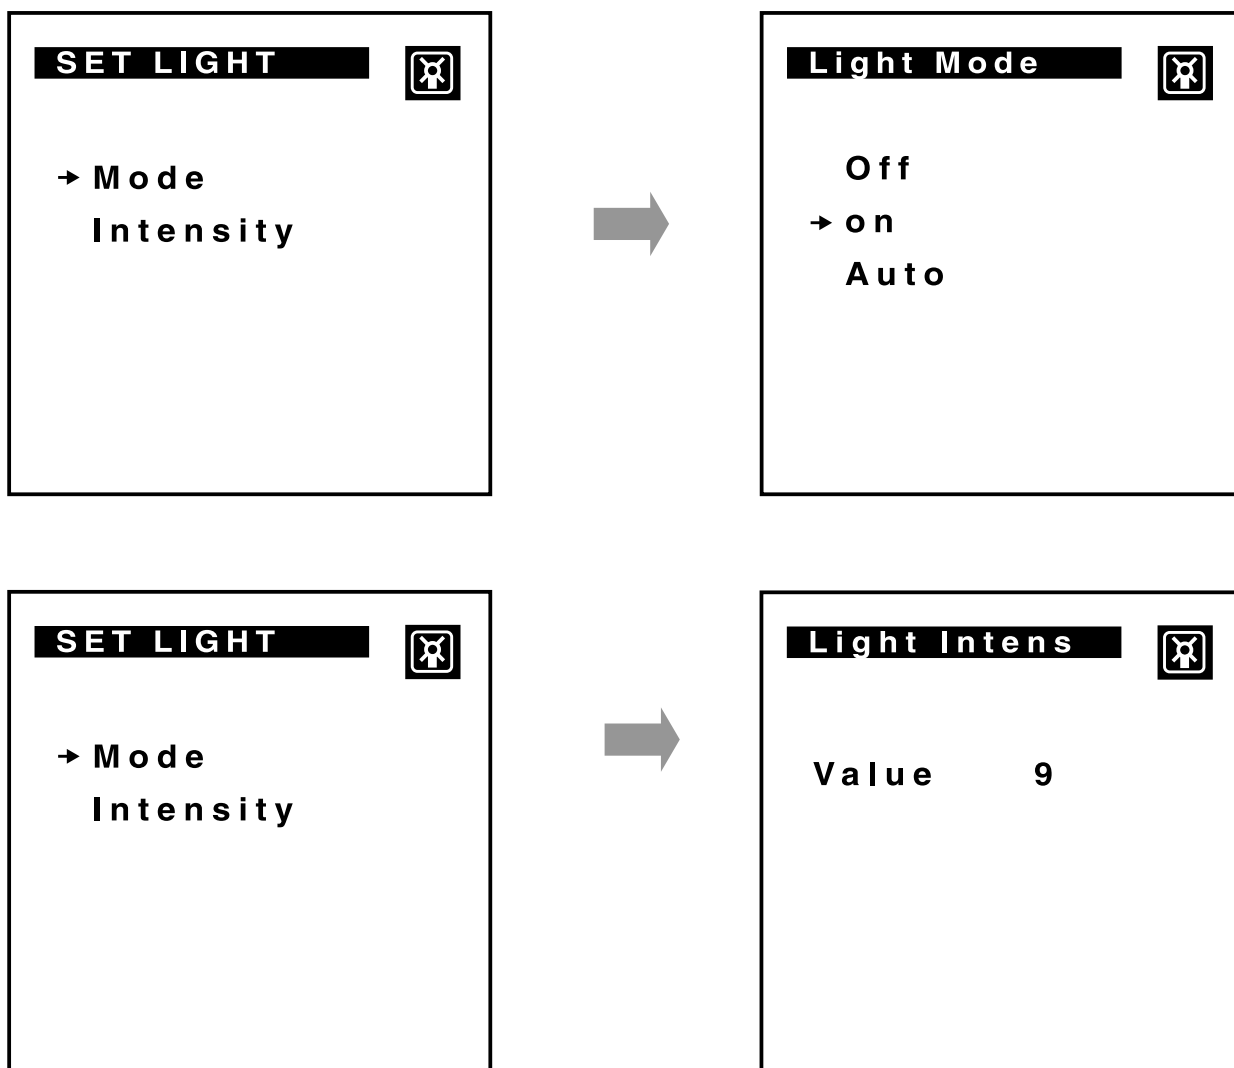 SET LIGHT
→ Mode
Intensity
Light Mode
Off
→ on
Auto
SET LIGHT
→ Mode
Intensity
Light Intens
Value 9